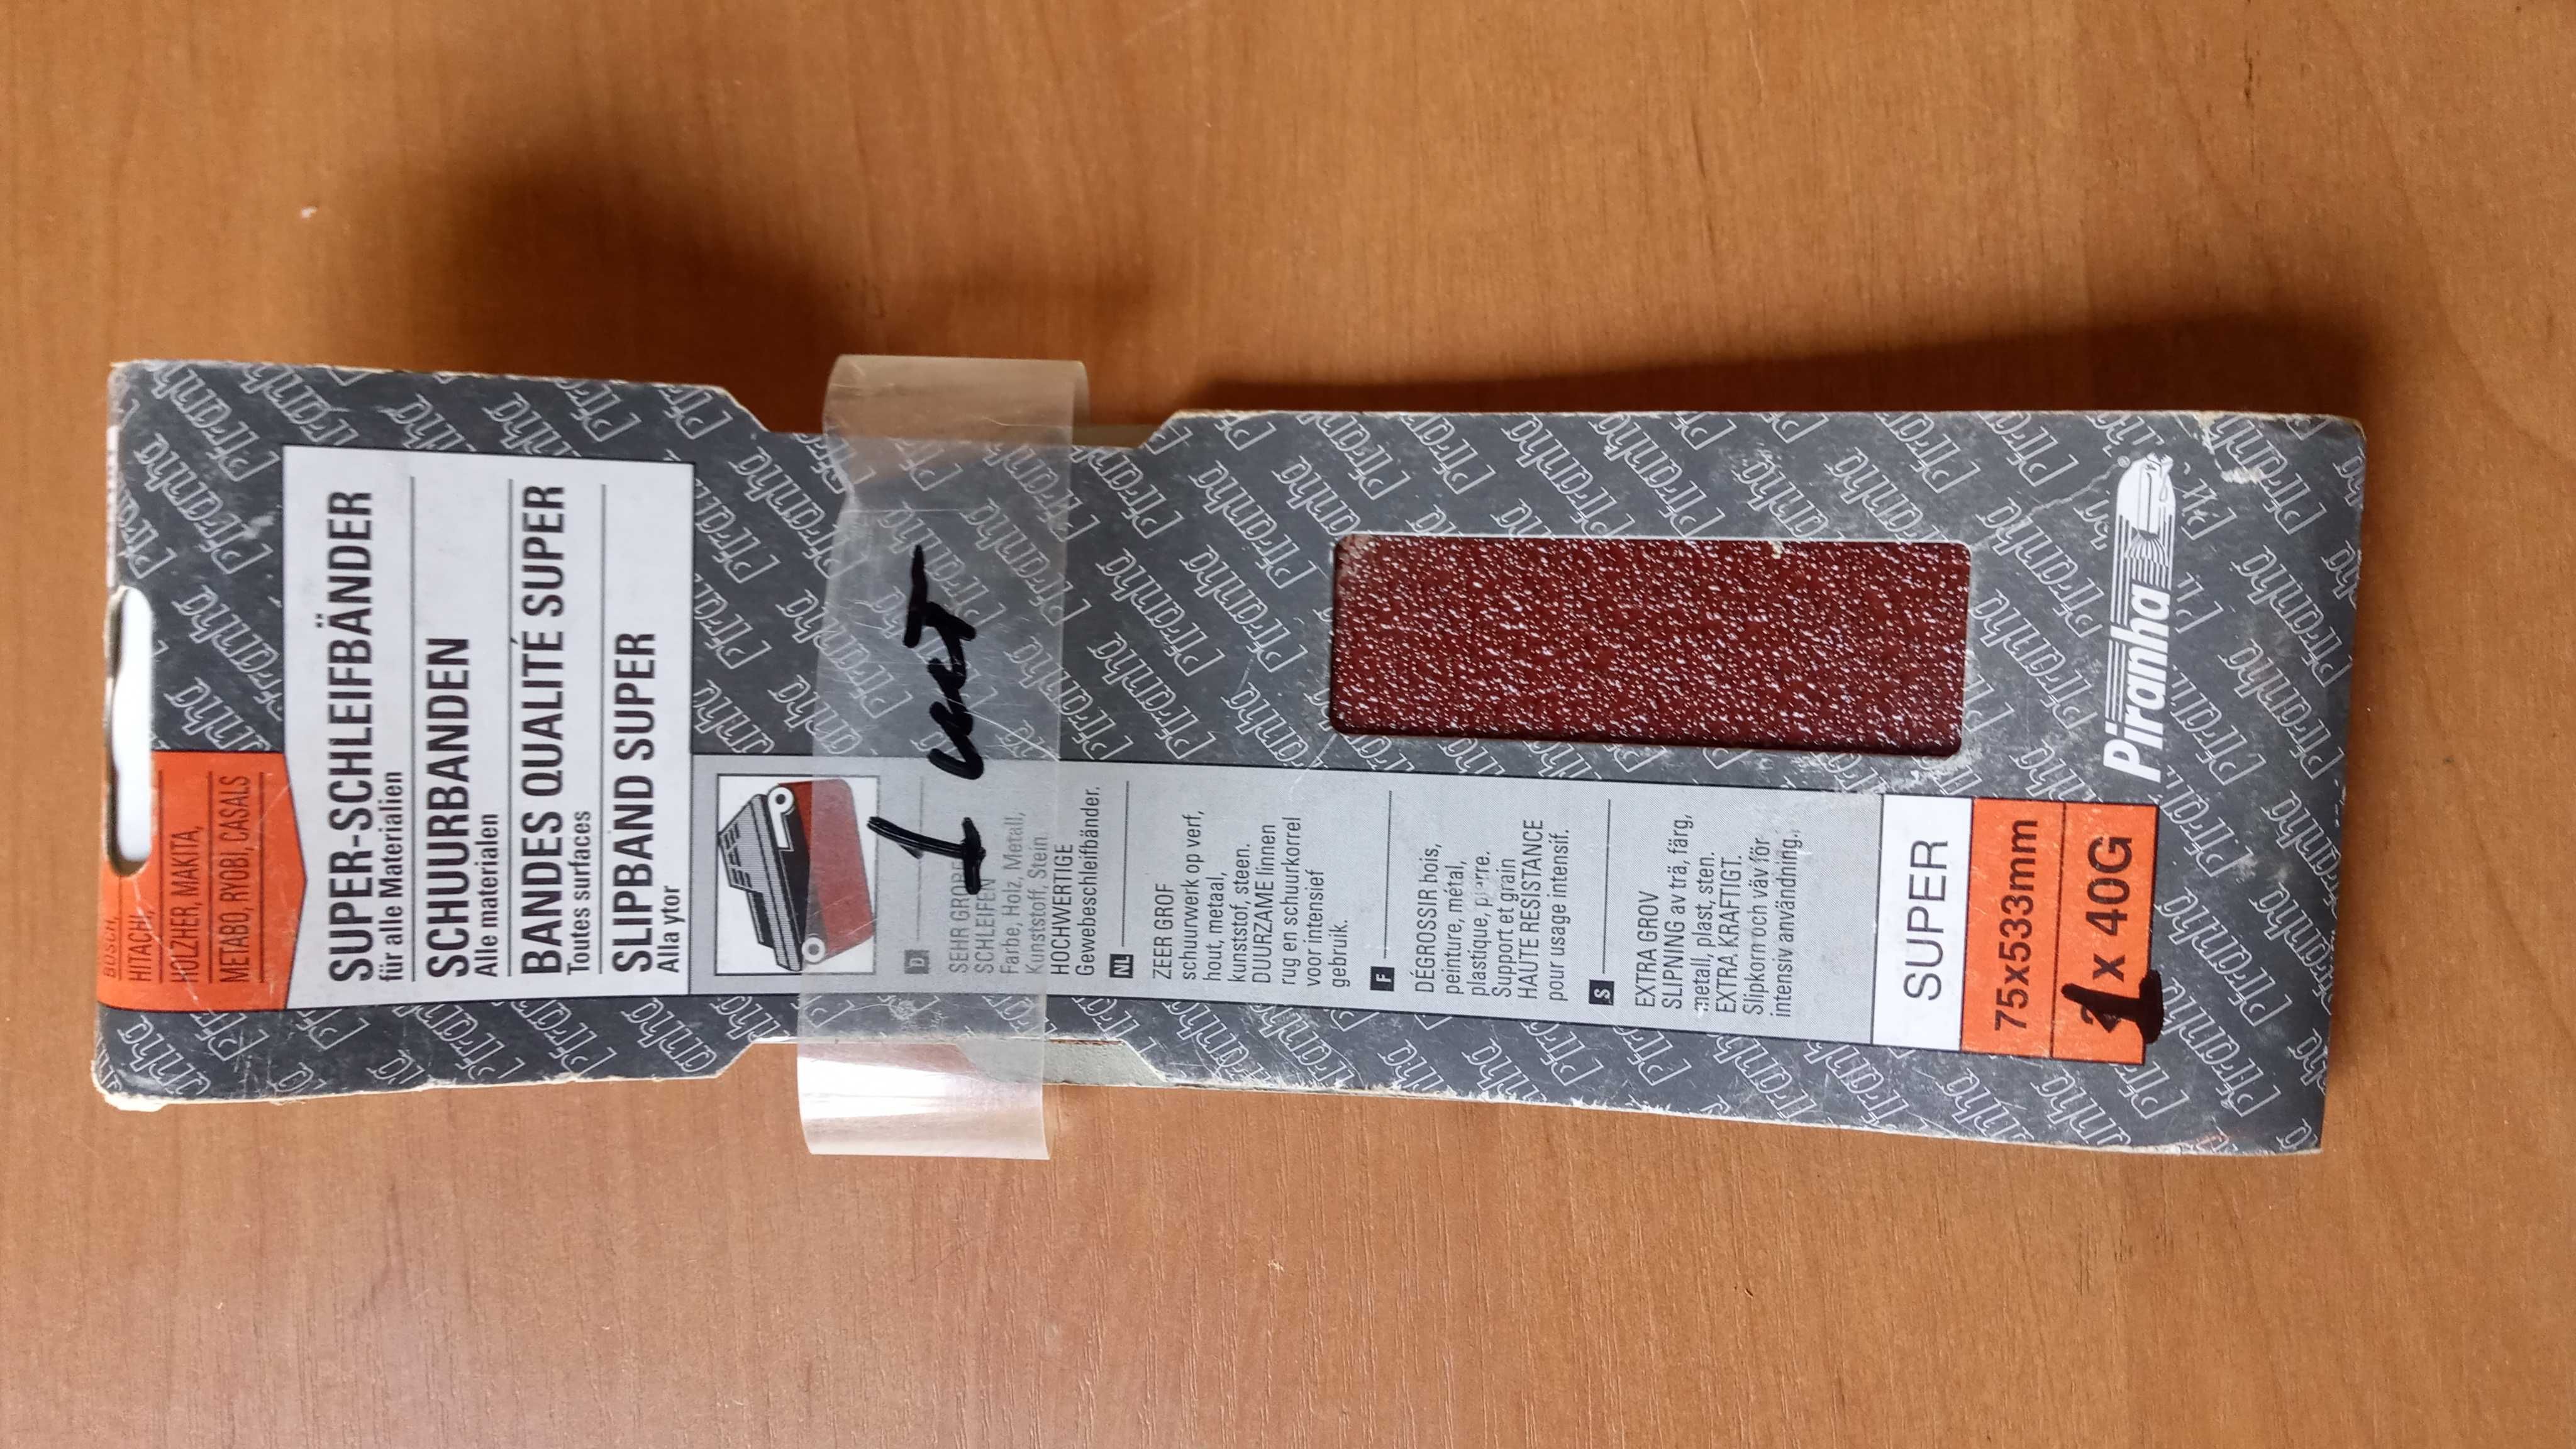 BOSCH,
HITACHI,
HOLZHER, MAKITA,
METABO, RYOBI, CASALS
SUPER-SCHLEIFBÄNDER
für alle Materialien
SCHUURBANDEN
Alle materialen
BANDES QUALITÉ SUPER
Toutes surfaces
SLIPBAND SUPER
Alla ytor
1 шт
D
SEHR GROBES
SCHLEIFEN
Farbe, Holz, Metall,
Kunststoff, Stein.
HOCHWERTIGE
Gewebeschleifbänder.
NL
ZEER GROF
schuurwerk op verf,
hout, metaal,
kunststof, steen.
DUURZAME linnen
rug en schuurkorrel
voor intensief
gebruik.
F
DÉGROSSIR bois,
peinture, métal,
plastique, pierre.
Support et grain
HAUTE RESISTANCE
pour usage intensif.
S
EXTRA GROV
SLIPNING av trä, färg,
metall, plast, sten.
EXTRA KRAFTIGT.
Slipkorn och väv för
intensiv användning.
SUPER
75x533mm
1 x 40G
Piranha®